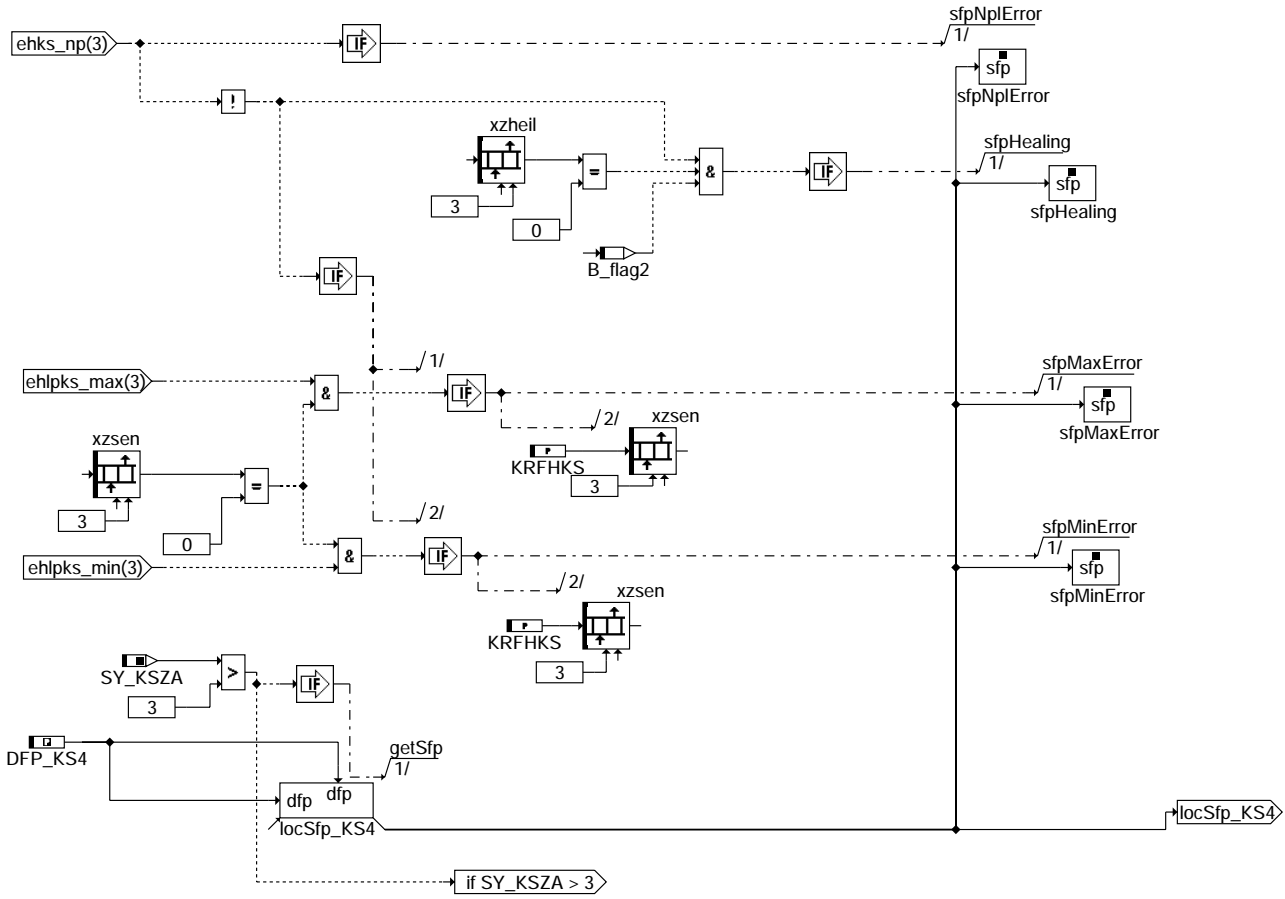 sfpNplError
ehks_np(3)
IF
1/
sfp
sfpNplError
!
xzheil
sfpHealing
1/
IF
=
&
sfp
3
sfpHealing
0
B_flag2
IF
1/
sfpMaxError
ehlpks_max(3)
1/
&
IF
sfp
2/
xzsen
sfpMaxError
xzsen
KRFHKS
P
3
=
3
2/
0
sfpMinError
1/
&
IF
ehlpks_min(3)
sfp
2/
xzsen
sfpMinError
P
KRFHKS
3
SY_KSZA
>
IF
3
P
DFP_KS4
getSfp
1/
dfp
dfp
locSfp_KS4
locSfp_KS4
if SY_KSZA > 3